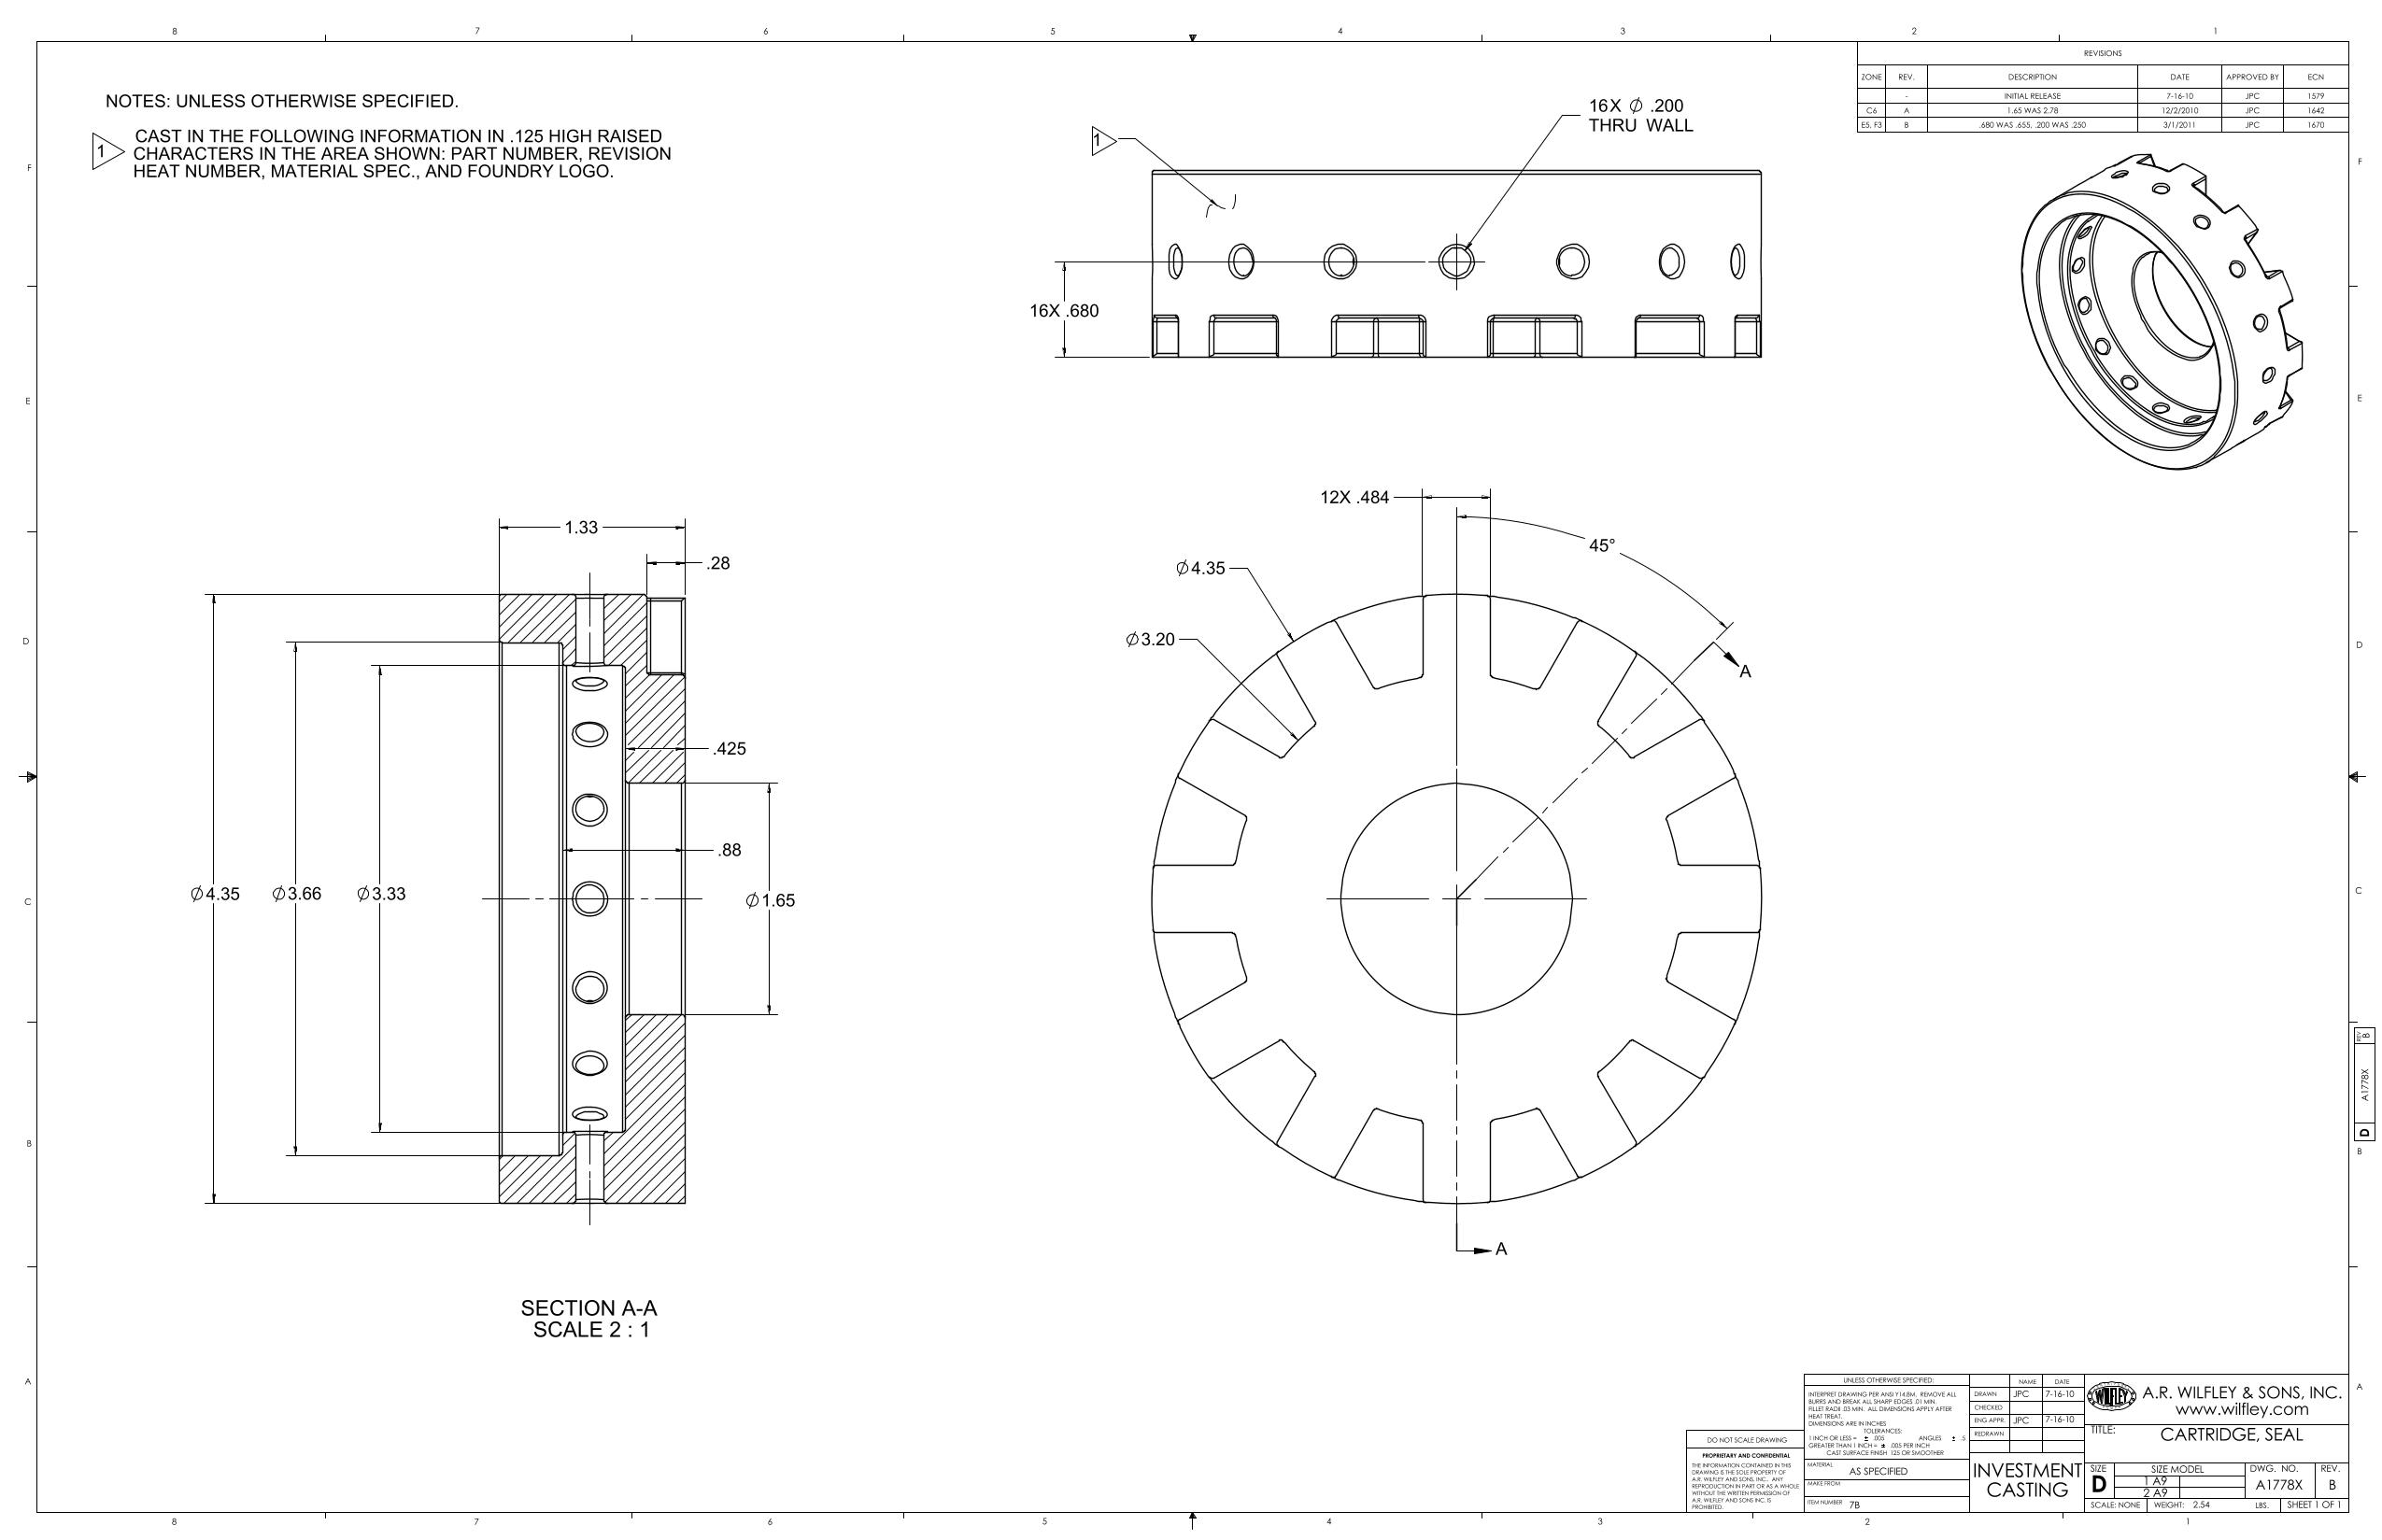 8 7 6 5 4 3 2 1
REVISIONS
ZONE REV. DESCRIPTION DATE APPROVED BY ECN
- INITIAL RELEASE 7-16-10 JPC 1579
C6 A 1.65 WAS 2.78 12/2/2010 JPC 1642
E5, F3 B .680 WAS .655, .200 WAS .250 3/1/2011 JPC 1670
NOTES: UNLESS OTHERWISE SPECIFIED.
1
CAST IN THE FOLLOWING INFORMATION IN .125 HIGH RAISED
CHARACTERS IN THE AREA SHOWN: PART NUMBER, REVISION
HEAT NUMBER, MATERIAL SPEC., AND FOUNDRY LOGO.
1
16X ∅ .200
THRU WALL
F F
16X .680
E E
12X .484
45°
1.33
.28
∅4.35
∅3.20
D D
A
.425
.88
∅4.35
∅3.66
∅3.33
∅1.65
C C
REV B
A1778X
D
B B
A
SECTION A-A
SCALE 2 : 1
A A
DO NOT SCALE DRAWING
PROPRIETARY AND CONFIDENTIAL
THE INFORMATION CONTAINED IN THIS
DRAWING IS THE SOLE PROPERTY OF
A.R. WILFLEY AND SONS, INC.. ANY
REPRODUCTION IN PART OR AS A WHOLE
WITHOUT THE WRITTEN PERMISSION OF
A.R. WILFLEY AND SONS INC. IS
PROHIBITED.
UNLESS OTHERWISE SPECIFIED:
INTERPRET DRAWING PER ANSI Y14.8M. REMOVE ALL
BURRS AND BREAK ALL SHARP EDGES .01 MIN.
FILLET RADII .03 MIN. ALL DIMENSIONS APPLY AFTER
HEAT TREAT.
DIMENSIONS ARE IN INCHES
TOLERANCES:
1 INCH OR LESS = ± .005 ANGLES ± .5
GREATER THAN 1 INCH = ± .005 PER INCH
CAST SURFACE FINISH 125 OR SMOOTHER
MATERIAL
AS SPECIFIED
MAKE FROM
ITEM NUMBER 7B
NAME DATE
DRAWN JPC 7-16-10
CHECKED
ENG APPR. JPC 7-16-10
REDRAWN
INVESTMENT
CASTING
WILFLEY
A.R. WILFLEY & SONS, INC.
www.wilfley.com
TITLE:
CARTRIDGE, SEAL
SIZE
D
SIZE MODEL
1 A9
2 A9
DWG. NO.
A1778X
REV.
B
SCALE: NONE WEIGHT: 2.54 LBS. SHEET 1 OF 1
8 7 6 5 4 3 2 1